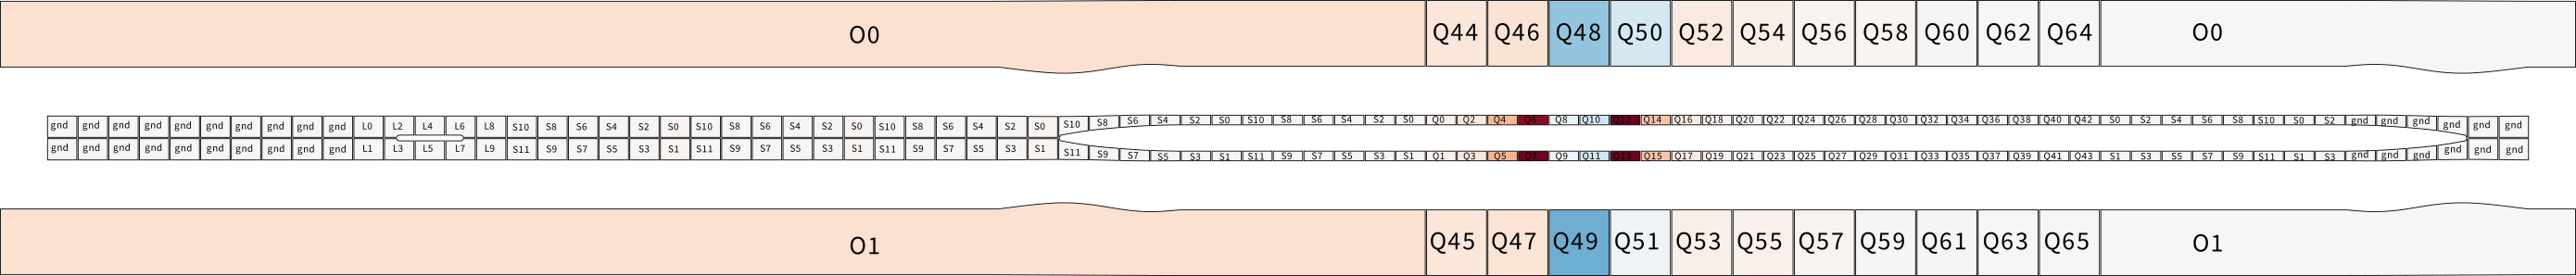 O0 Q44 Q46 Q48 Q50 Q52 Q54 Q56 Q58 Q60 Q62 Q64 O0
gnd gnd gnd gnd gnd gnd gnd gnd gnd gnd L0 L2 L4 L6 L8 S10 S8 S6 S4 S2 S0 S10 S8 S6 S4 S2 S0 S10 S8 S6 S4 S2 S0 S10 S8 S6 S4 S2 S0 S10 S8 S6 S4 S2 S0 Q0 Q2 Q4 Q6 Q8 Q10 Q12 Q14 Q16 Q18 Q20 Q22 Q24 Q26 Q28 Q30 Q32 Q34 Q36 Q38 Q40 Q42 S0 S2 S4 S6 S8 S10 S0 S2 gnd gnd gnd gnd gnd gnd
gnd gnd gnd gnd gnd gnd gnd gnd gnd gnd L1 L3 L5 L7 L9 S11 S9 S7 S5 S3 S1 S11 S9 S7 S5 S3 S1 S11 S9 S7 S5 S3 S1 S11 S9 S7 S5 S3 S1 S11 S9 S7 S5 S3 S1 Q1 Q3 Q5 Q7 Q9 Q11 Q13 Q15 Q17 Q19 Q21 Q23 Q25 Q27 Q29 Q31 Q33 Q35 Q37 Q39 Q41 Q43 S1 S3 S5 S7 S9 S11 S1 S3 gnd gnd gnd gnd gnd gnd
O1 Q45 Q47 Q49 Q51 Q53 Q55 Q57 Q59 Q61 Q63 Q65 O1